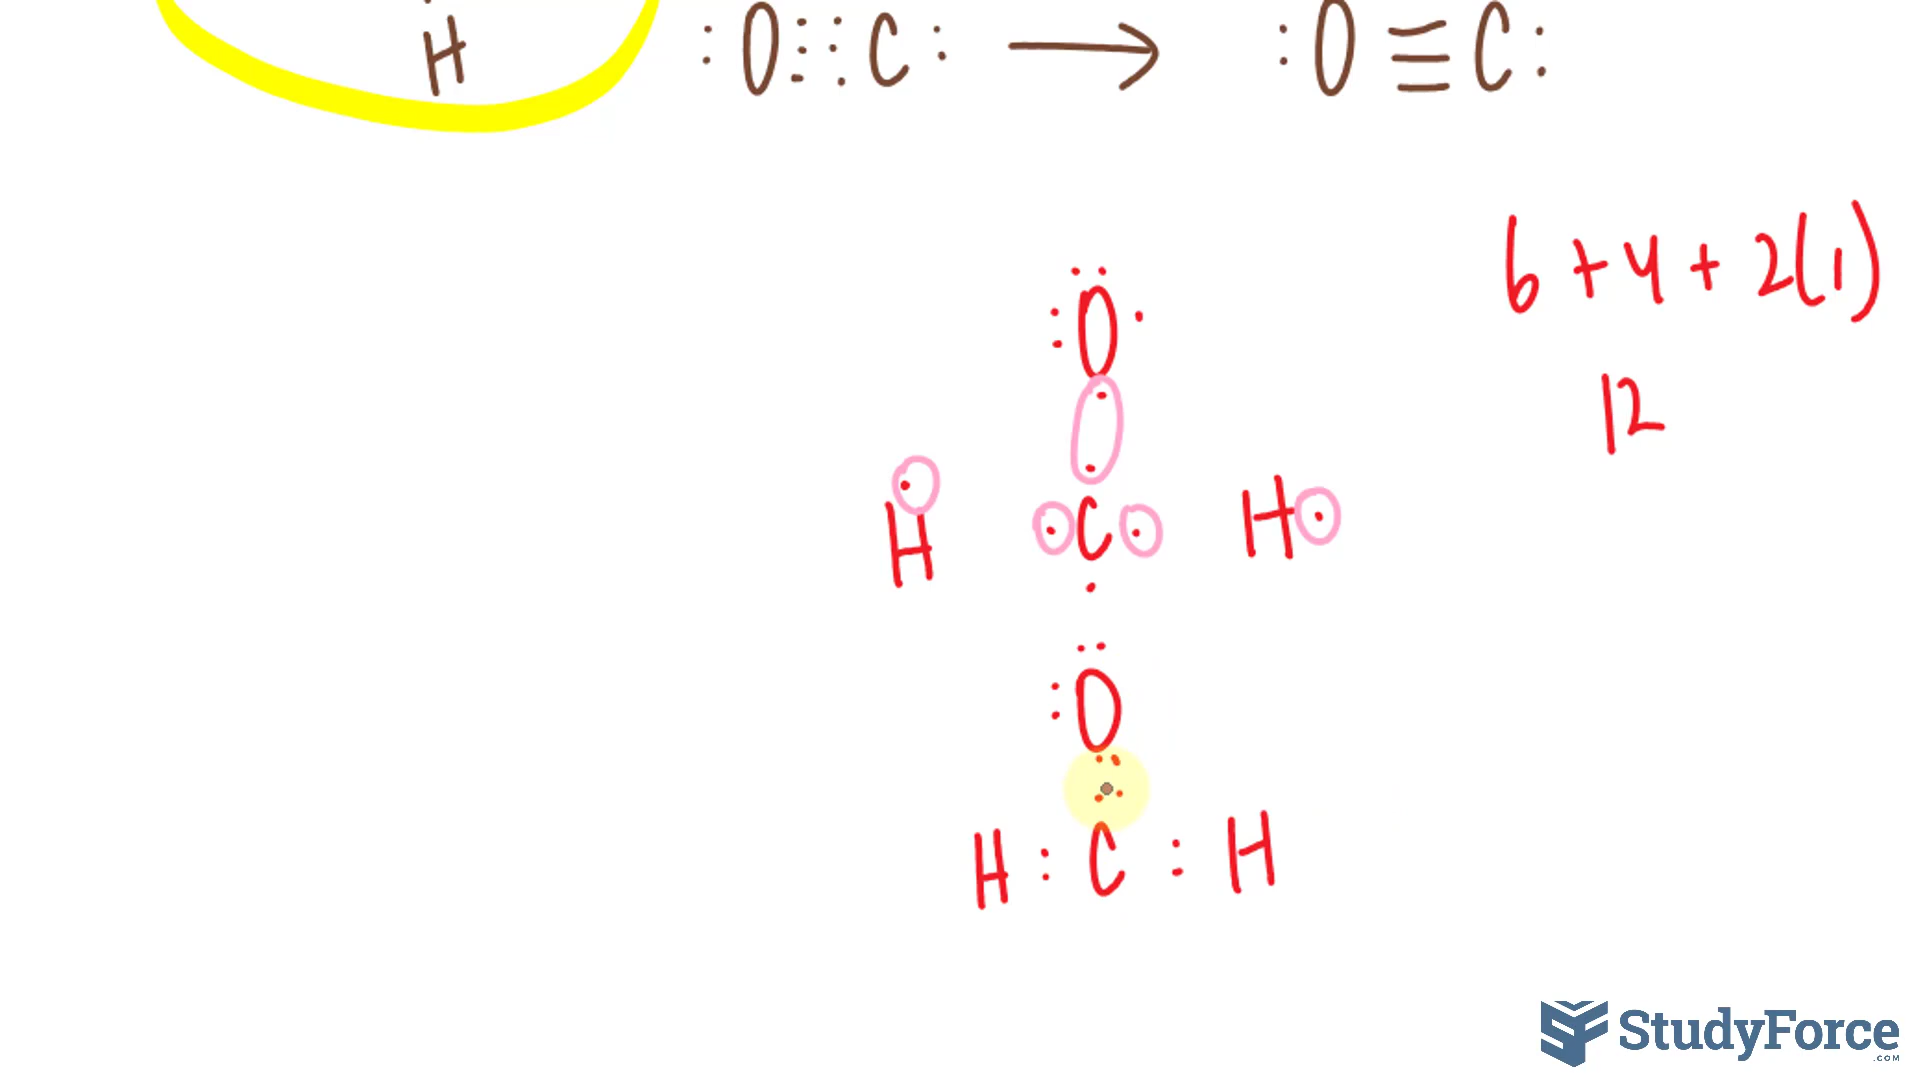 H :O:::C: → :O≡C:
6 + 4 + 2(1)
12
O
H C H
O
H : C : H
StudyForce
.COM